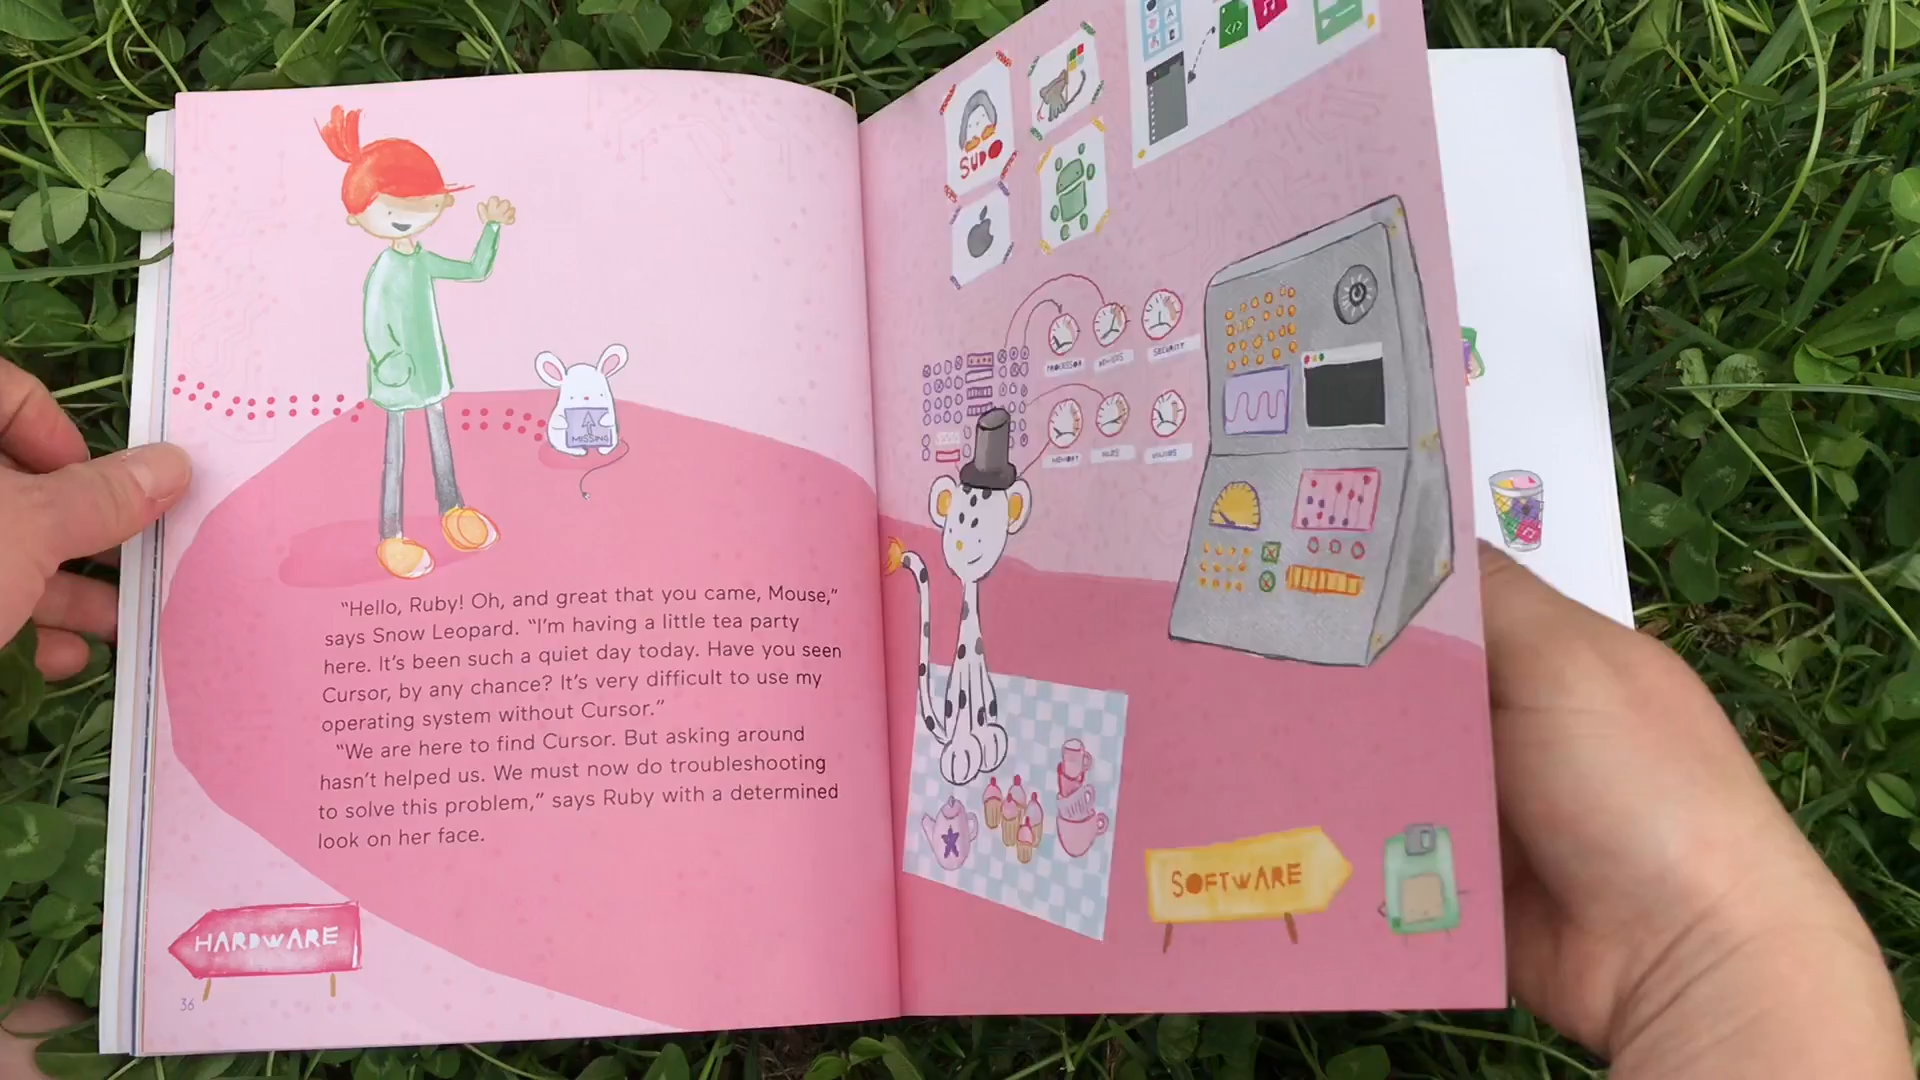 "Hello, Ruby! Oh, and great that you came, Mouse,"
says Snow Leopard. "I'm having a little tea party
here. It's been such a quiet day today. Have you seen
Cursor, by any chance? It's very difficult to use my
operating system without Cursor."
"We are here to find Cursor. But asking around
hasn't helped us. We must now do troubleshooting
to solve this problem," says Ruby with a determined
look on her face.
MISSING
HARDWARE
36
SUDO
</>
A
PROCESSOR
SECURITY
MEMORY
SOFTWARE